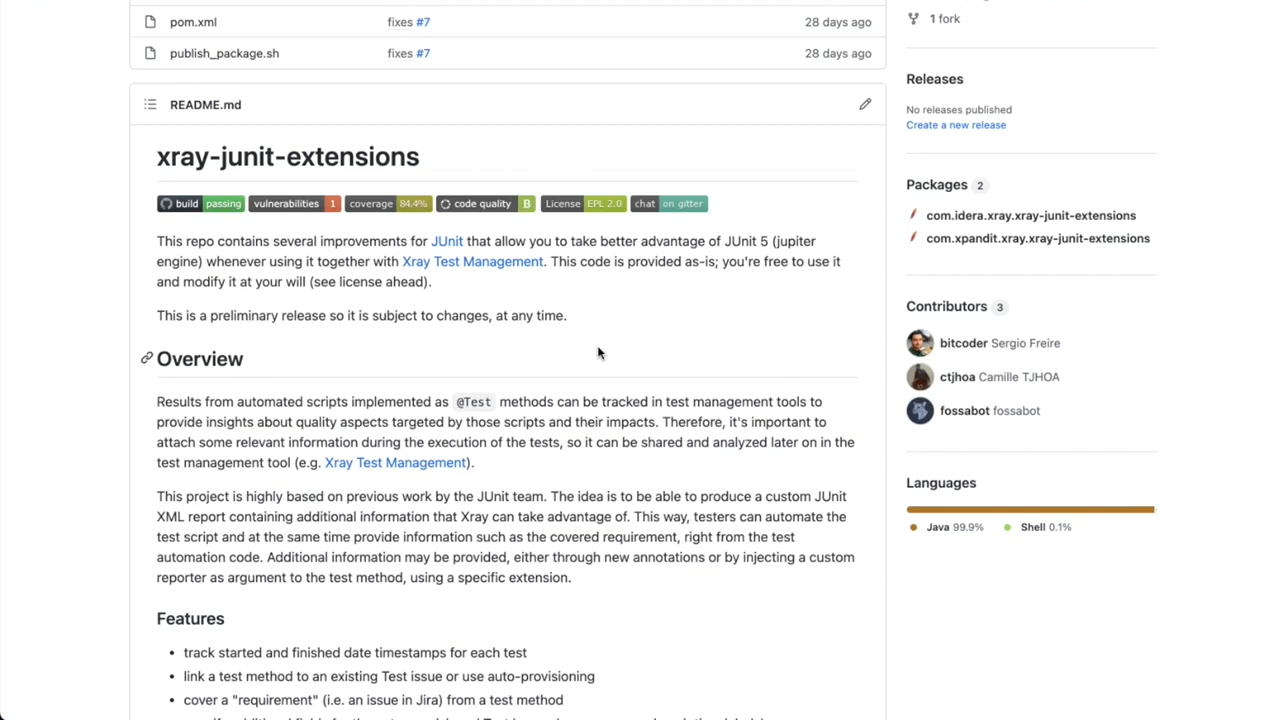 pom.xml fixes #7 28 days ago
publish_package.sh fixes #7 28 days ago
README.md
xray-junit-extensions
build passing vulnerabilities 1 coverage 84.4% code quality B License EPL 2.0 chat on gitter
This repo contains several improvements for JUnit that allow you to take better advantage of JUnit 5 (jupiter
engine) whenever using it together with Xray Test Management. This code is provided as-is; you're free to use it
and modify it at your will (see license ahead).
This is a preliminary release so it is subject to changes, at any time.
Overview
Results from automated scripts implemented as @Test methods can be tracked in test management tools to
provide insights about quality aspects targeted by those scripts and their impacts. Therefore, it's important to
attach some relevant information during the execution of the tests, so it can be shared and analyzed later on in the
test management tool (e.g. Xray Test Management).
This project is highly based on previous work by the JUnit team. The idea is to be able to produce a custom JUnit
XML report containing additional information that Xray can take advantage of. This way, testers can automate the
test script and at the same time provide information such as the covered requirement, right from the test
automation code. Additional information may be provided, either through new annotations or by injecting a custom
reporter as argument to the test method, using a specific extension.
Features
• track started and finished date timestamps for each test
• link a test method to an existing Test issue or use auto-provisioning
• cover a "requirement" (i.e. an issue in Jira) from a test method
1 fork
Releases
No releases published
Create a new release
Packages 2
com.idera.xray.xray-junit-extensions
com.xpandit.xray.xray-junit-extensions
Contributors 3
bitcoder Sergio Freire
ctjhoa Camille TJHOA
fossabot fossabot
Languages
Java 99.9% Shell 0.1%